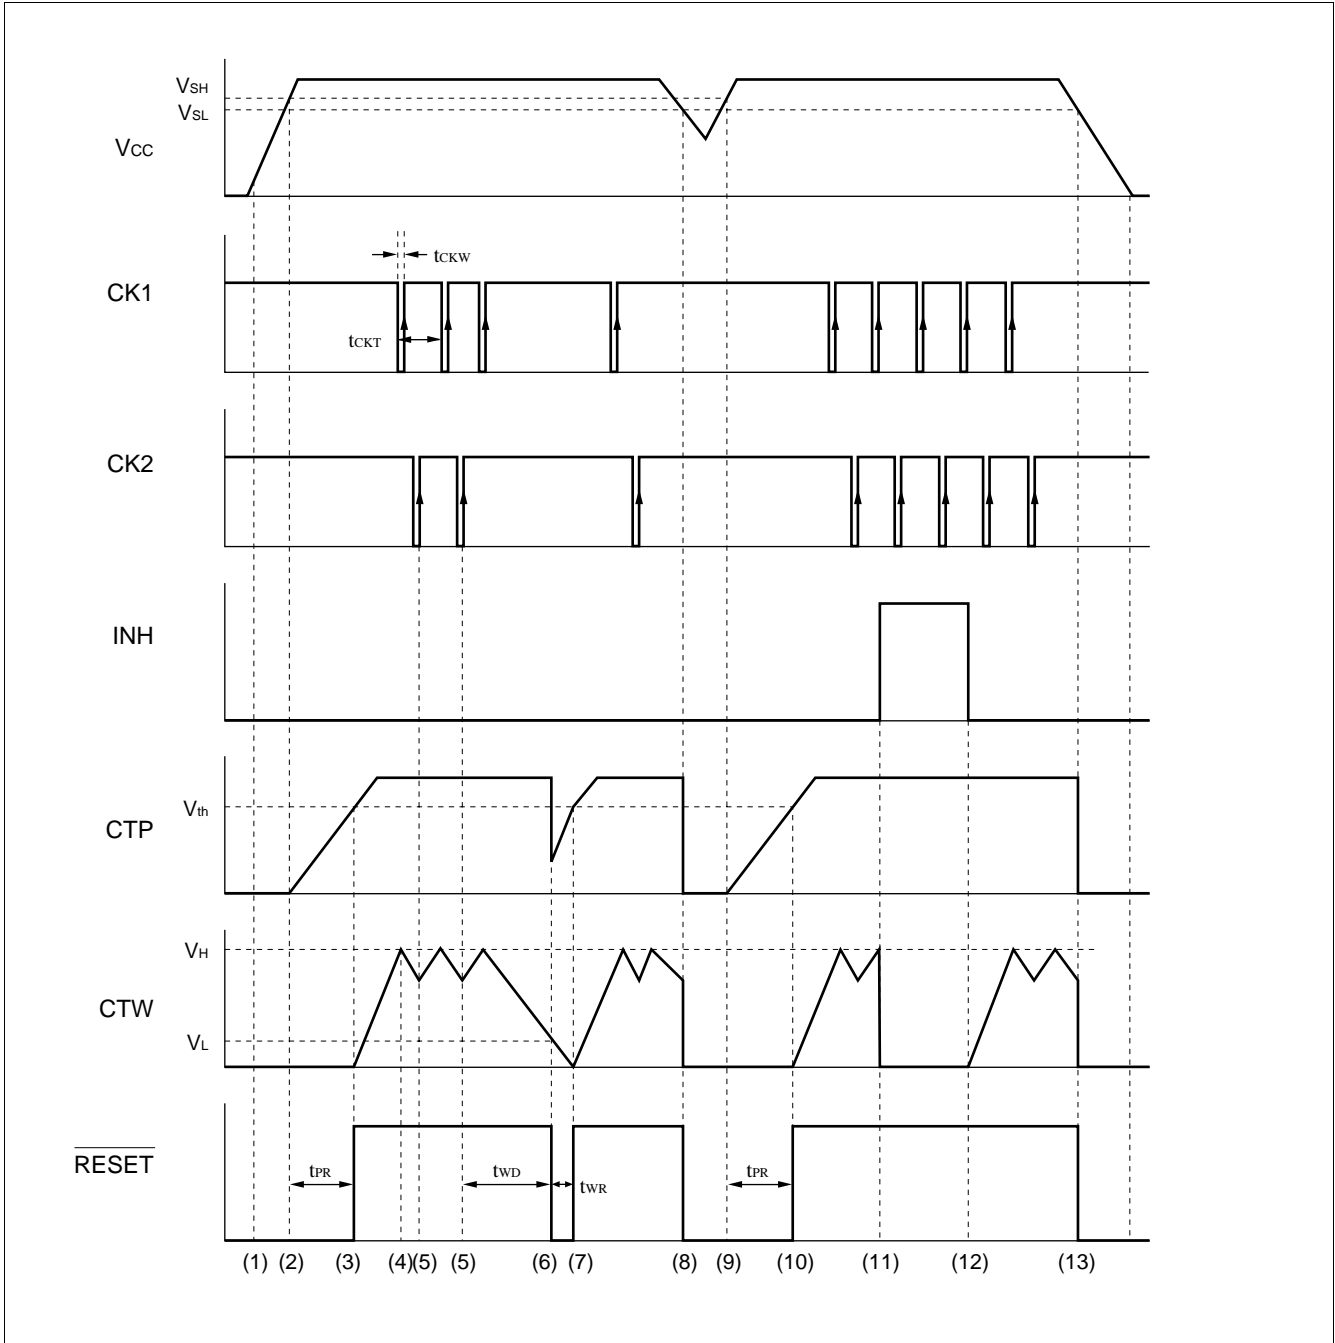 VSH
VSL
VCC
CK1
tCKW
tCKT
CK2
INH
Vth
CTP
VH
CTW
VL
RESET
tPR
tWD
tWR
tPR
(1) (2) (3) (4)(5) (5) (6) (7) (8) (9) (10) (11) (12) (13)